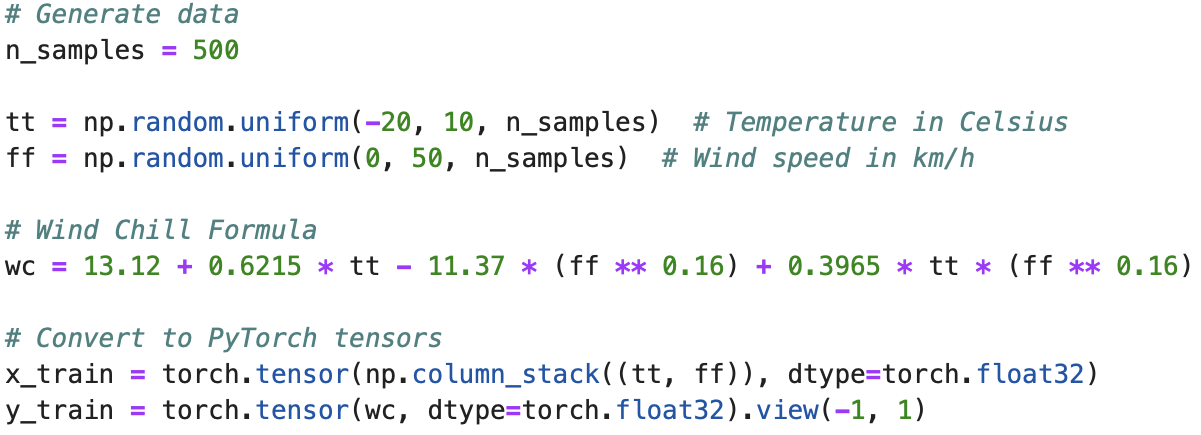 # Generate data
n_samples = 500
tt = np.random.uniform(-20, 10, n_samples)  # Temperature in Celsius
ff = np.random.uniform(0, 50, n_samples)  # Wind speed in km/h
# Wind Chill Formula
wc = 13.12 + 0.6215 * tt - 11.37 * (ff ** 0.16) + 0.3965 * tt * (ff ** 0.16)
# Convert to PyTorch tensors
x_train = torch.tensor(np.column_stack((tt, ff)), dtype=torch.float32)
y_train = torch.tensor(wc, dtype=torch.float32).view(-1, 1)